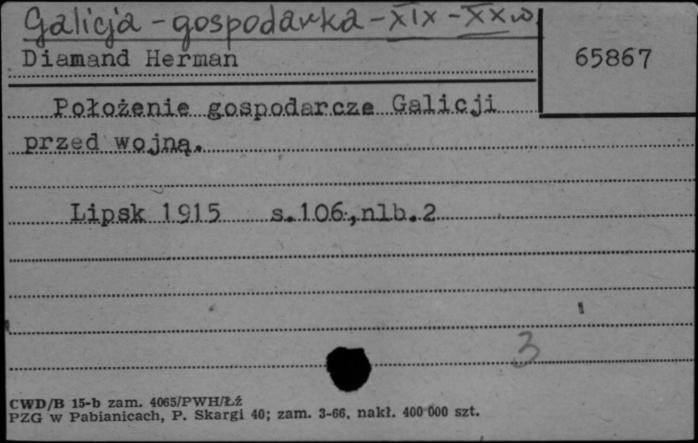 Galicja - gospodarka - XIX - XX w.
Diamand Herman
65867
Położenie gospodarcze Galicji
przed wojną.
Lipsk 1915 s.106.,nlb.2
3
CWD/B 15-b zam. 4065/PWH/Łź
PZG w Pabianicach, P. Skargi 40; zam. 3-66, nakł. 400 000 szt.